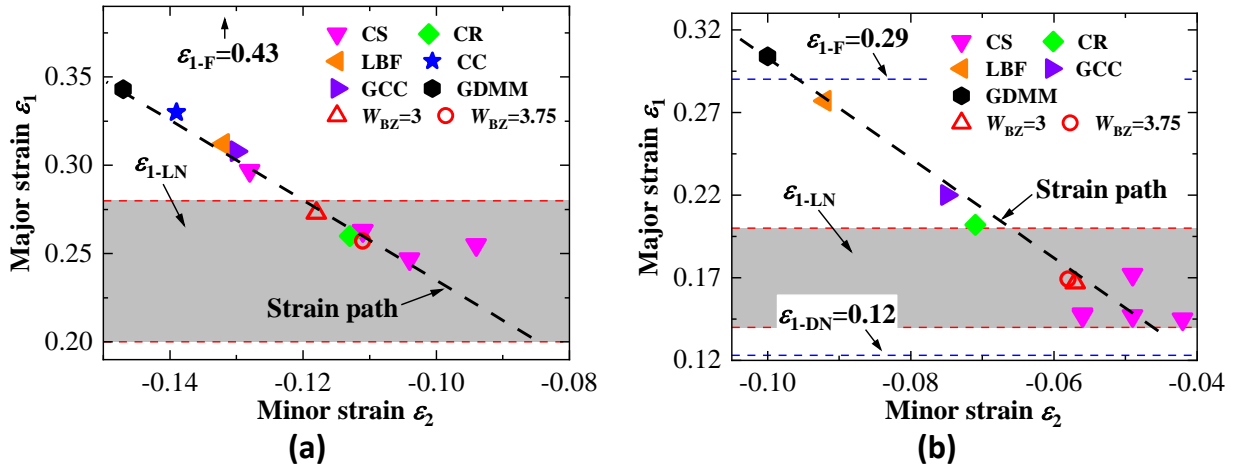 ε1-F=0.43
CS
CR
LBF
CC
GCC
GDMM
WBZ=3
WBZ=3.75
ε1-LN
Strain path
0.35
0.30
0.25
0.20
Major strain ε1
-0.14
-0.12
-0.10
-0.08
Minor strain ε2
(a)
ε1-F=0.29
CS
CR
LBF
GCC
GDMM
WBZ=3
WBZ=3.75
ε1-LN
Strain path
ε1-DN=0.12
0.32
0.27
0.22
0.17
0.12
Major strain ε1
-0.10
-0.08
-0.06
-0.04
Minor strain ε2
(b)